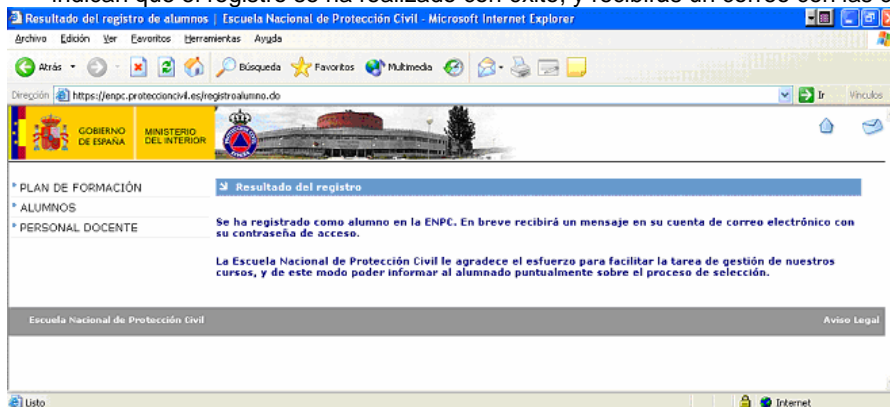 indican que el registro se ha realizado con éxito, y recibirás un correo con las
Resultado del registro de alumnos | Escuela Nacional de Protección Civil - Microsoft Internet Explorer
Archivo Edición Ver Favoritos Herramientas Ayuda
Atrás Búsqueda Favoritos Multimedia
Dirección https://enpc.proteccioncivil.es/registroalumno.do Ir Vínculos
GOBIERNO DE ESPAÑA MINISTERIO DEL INTERIOR
PLAN DE FORMACIÓN
ALUMNOS
PERSONAL DOCENTE
Resultado del registro
Se ha registrado como alumno en la ENPC. En breve recibirá un mensaje en su cuenta de correo electrónico con
su contraseña de acceso.
La Escuela Nacional de Protección Civil le agradece el esfuerzo para facilitar la tarea de gestión de nuestros
cursos, y de este modo poder informar al alumnado puntualmente sobre el proceso de selección.
Escuela Nacional de Protección Civil Aviso Legal
Listo Internet